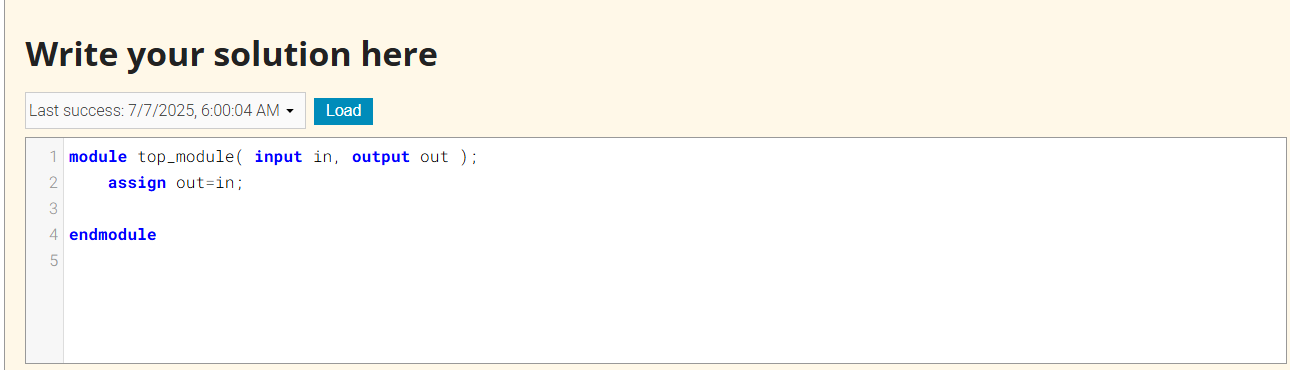 Write your solution here
Last success: 7/7/2025, 6:00:04 AM Load
1 module top_module( input in, output out );
2     assign out=in;
3
4 endmodule
5